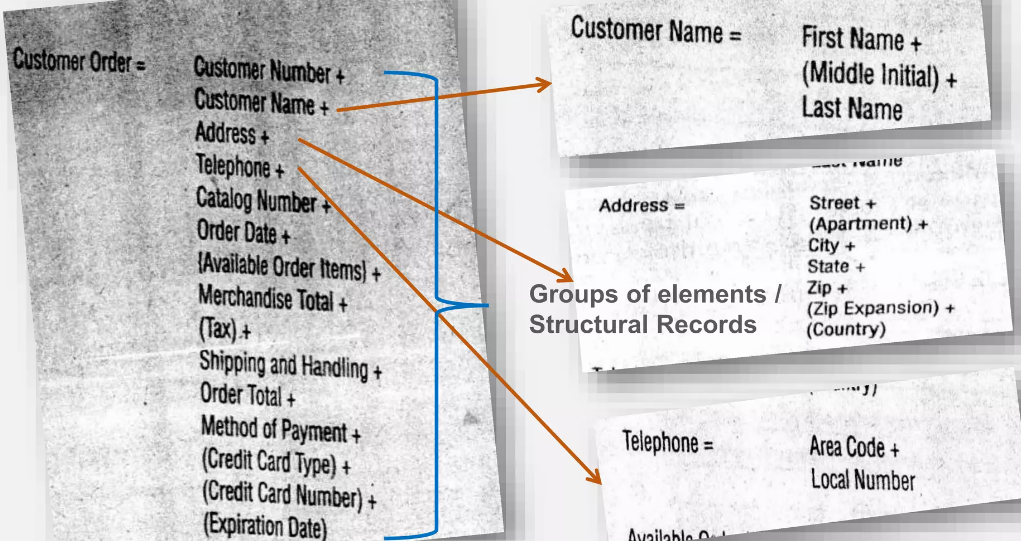 Customer Order = Customer Number +
Customer Name +
Address +
Telephone +
Catalog Number +
Order Date +
{Available Order Items} +
Merchandise Total +
(Tax) +
Shipping and Handling +
Order Total +
Method of Payment +
(Credit Card Type) +
(Credit Card Number) +
(Expiration Date)
Groups of elements /
Structural Records
Customer Name = First Name +
(Middle Initial) +
Last Name
Last Name
Address = Street +
(Apartment) +
City +
State +
Zip +
(Zip Expansion) +
(Country)
Telephone = Area Code +
Local Number
Available